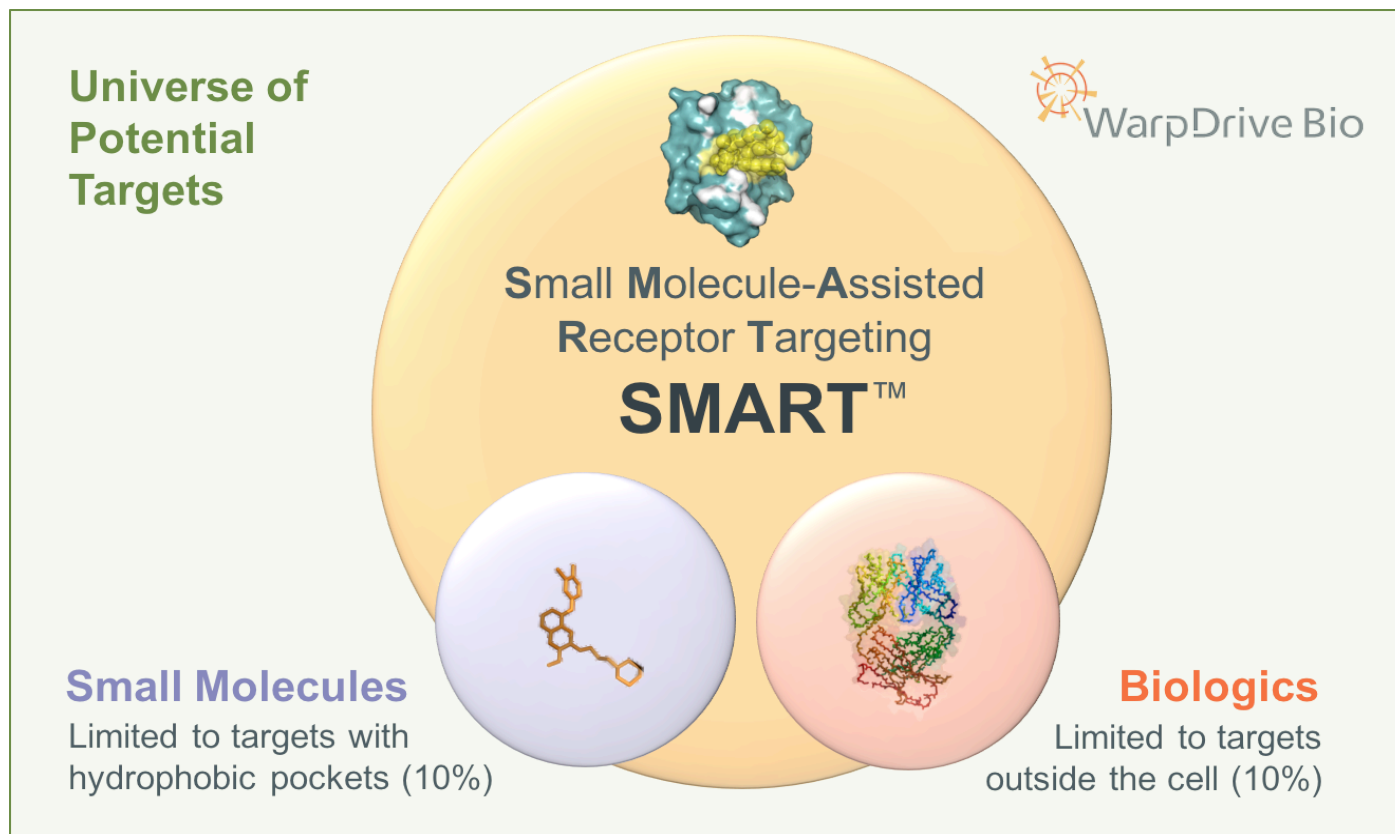 Universe of
Potential
Targets
WarpDrive Bio
Small Molecule-Assisted
Receptor Targeting
SMART™
Small Molecules
Limited to targets with
hydrophobic pockets (10%)
Biologics
Limited to targets
outside the cell (10%)